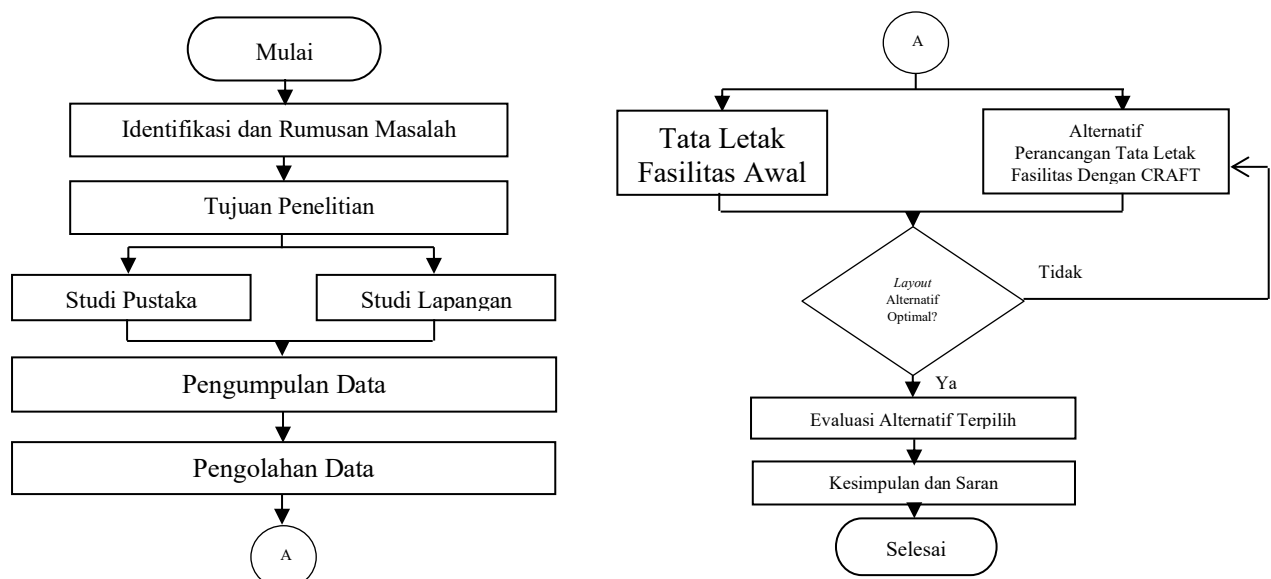 Mulai
Identifikasi dan Rumusan Masalah
Tujuan Penelitian
Studi Pustaka
Studi Lapangan
Pengumpulan Data
Pengolahan Data
A
A
Tata Letak
Fasilitas Awal
Alternatif
Perancangan Tata Letak
Fasilitas Dengan CRAFT
Layout
Alternatif
Optimal?
Tidak
Ya
Evaluasi Alternatif Terpilih
Kesimpulan dan Saran
Selesai